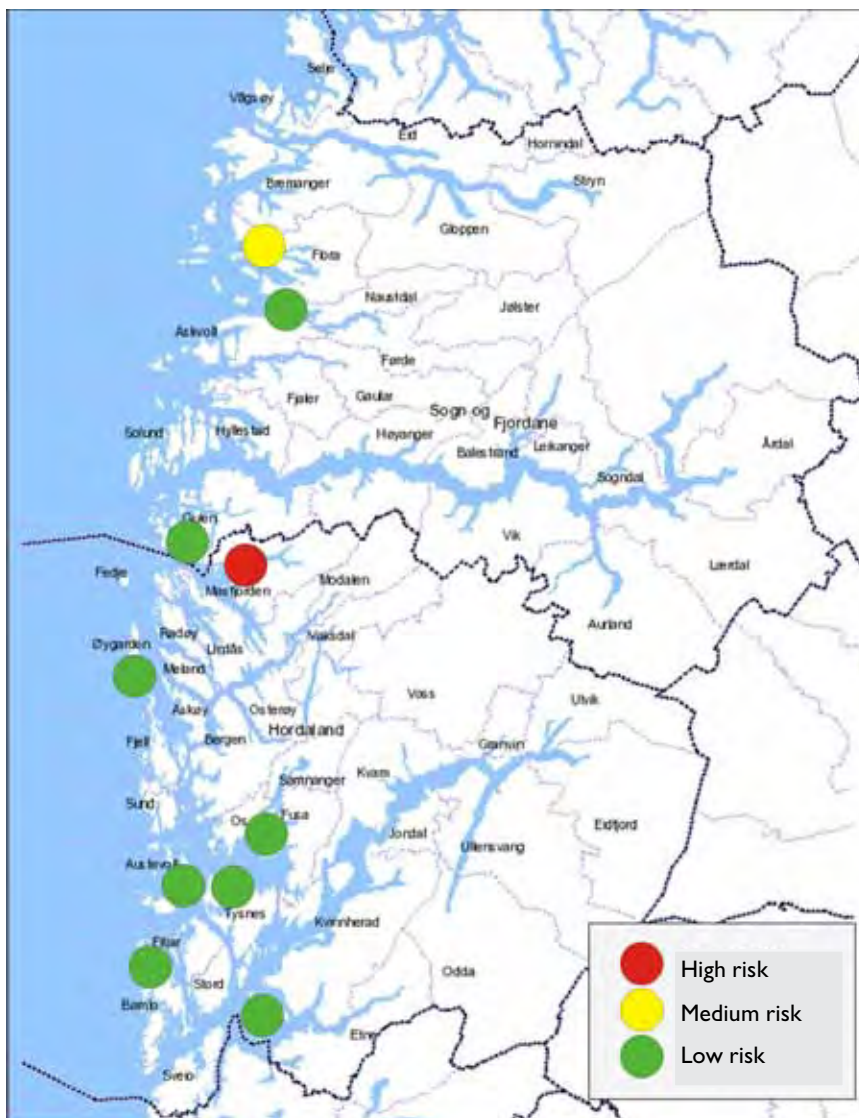 Selje
Vågsøy
Eid
Hornindal
Stryn
Bremanger
Gloppen
Flora
Naustdal
Jølster
Askvoll
Førde
Fjaler
Gaular
Sogn og
Fjordane
Solund
Hyllestad
Høyanger
Balestrand
Leikanger
Sogndal
Årdal
Gulen
Vik
Lærdal
Fedje
Masfjorden
Modalen
Aurland
Øygarden
Radøy
Lindås
Vaksdal
Meland
Voss
Ulvik
Askøy
Osterøy
Hordaland
Fjell
Bergen
Granvin
Samnanger
Kvam
Sund
Os
Fusa
Jondal
Eidfjord
Ullensvang
Austevoll
Tysnes
Kvinnherad
Fitjar
Stord
Odda
Bømlo
Etne
Sveio
High risk
Medium risk
Low risk